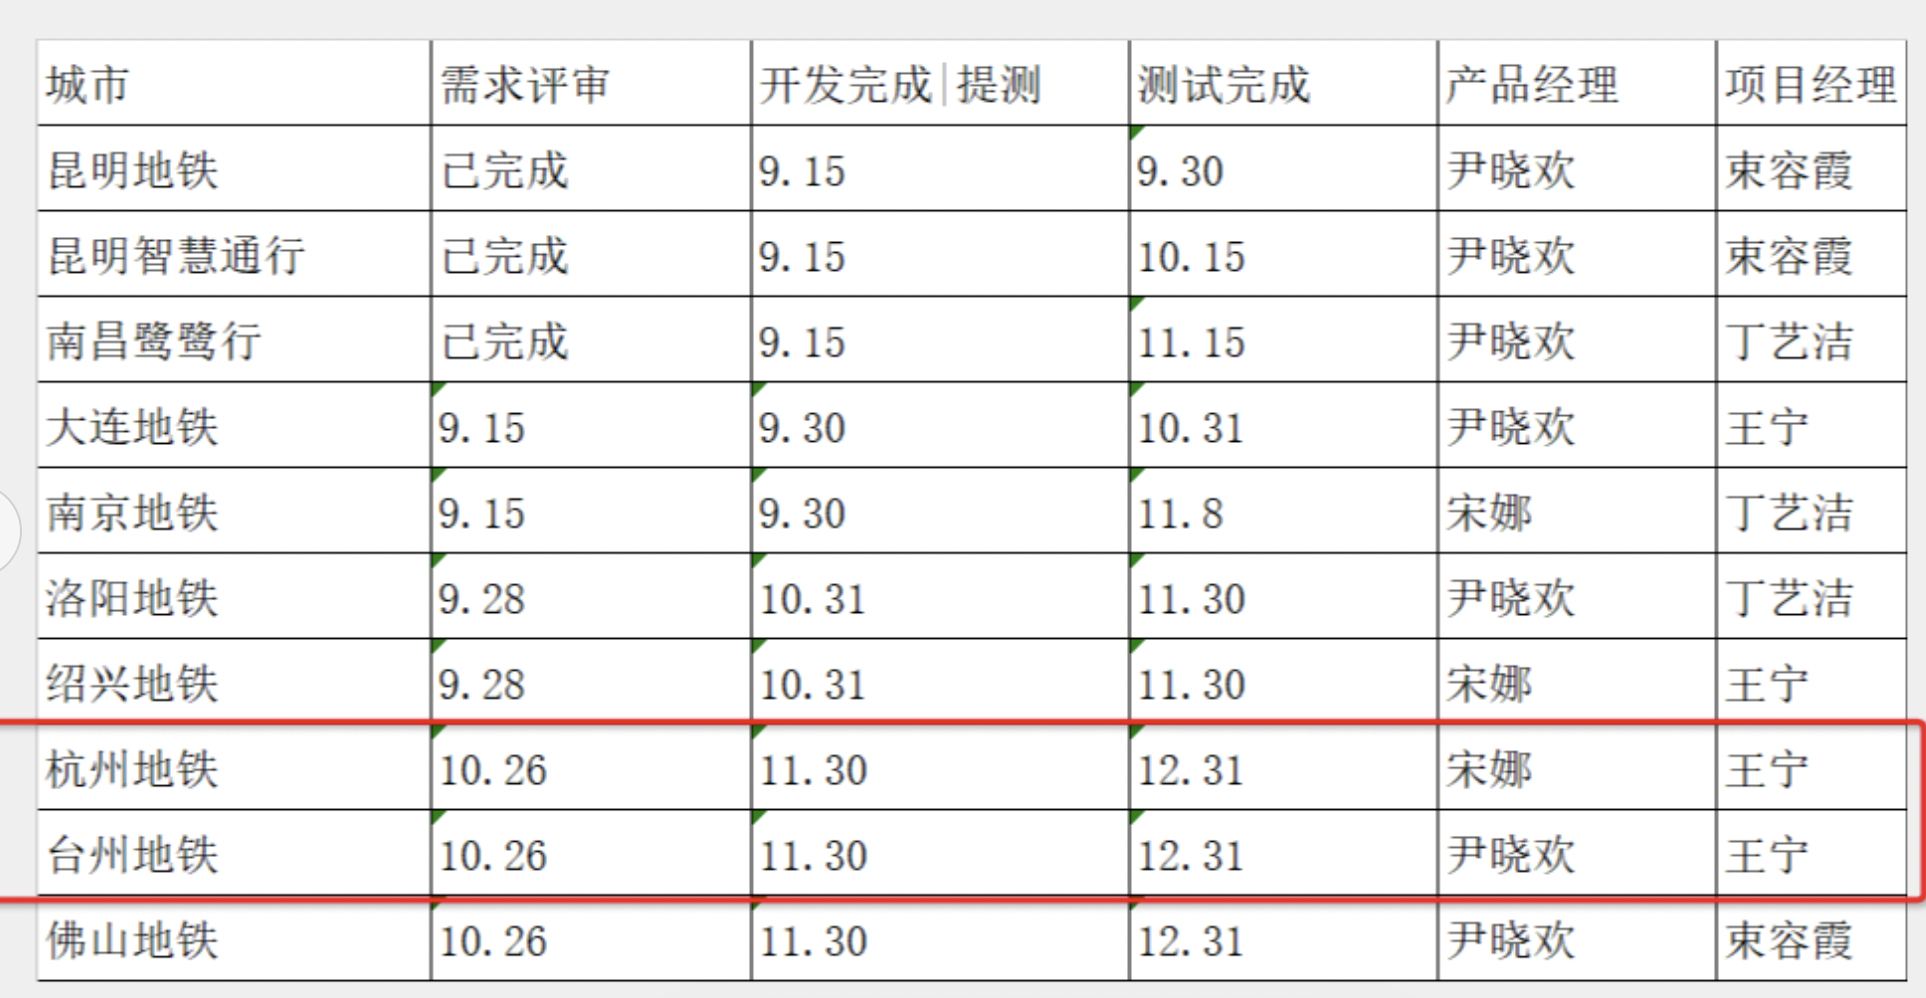 城市 需求评审 开发完成|提测 测试完成 产品经理 项目经理
昆明地铁 已完成 9.15 9.30 尹晓欢 束容霞
昆明智慧通行 已完成 9.15 10.15 尹晓欢 束容霞
南昌鹭鹭行 已完成 9.15 11.15 尹晓欢 丁艺洁
大连地铁 9.15 9.30 10.31 尹晓欢 王宁
南京地铁 9.15 9.30 11.8 宋娜 丁艺洁
洛阳地铁 9.28 10.31 11.30 尹晓欢 丁艺洁
绍兴地铁 9.28 10.31 11.30 宋娜 王宁
杭州地铁 10.26 11.30 12.31 宋娜 王宁
台州地铁 10.26 11.30 12.31 尹晓欢 王宁
佛山地铁 10.26 11.30 12.31 尹晓欢 束容霞